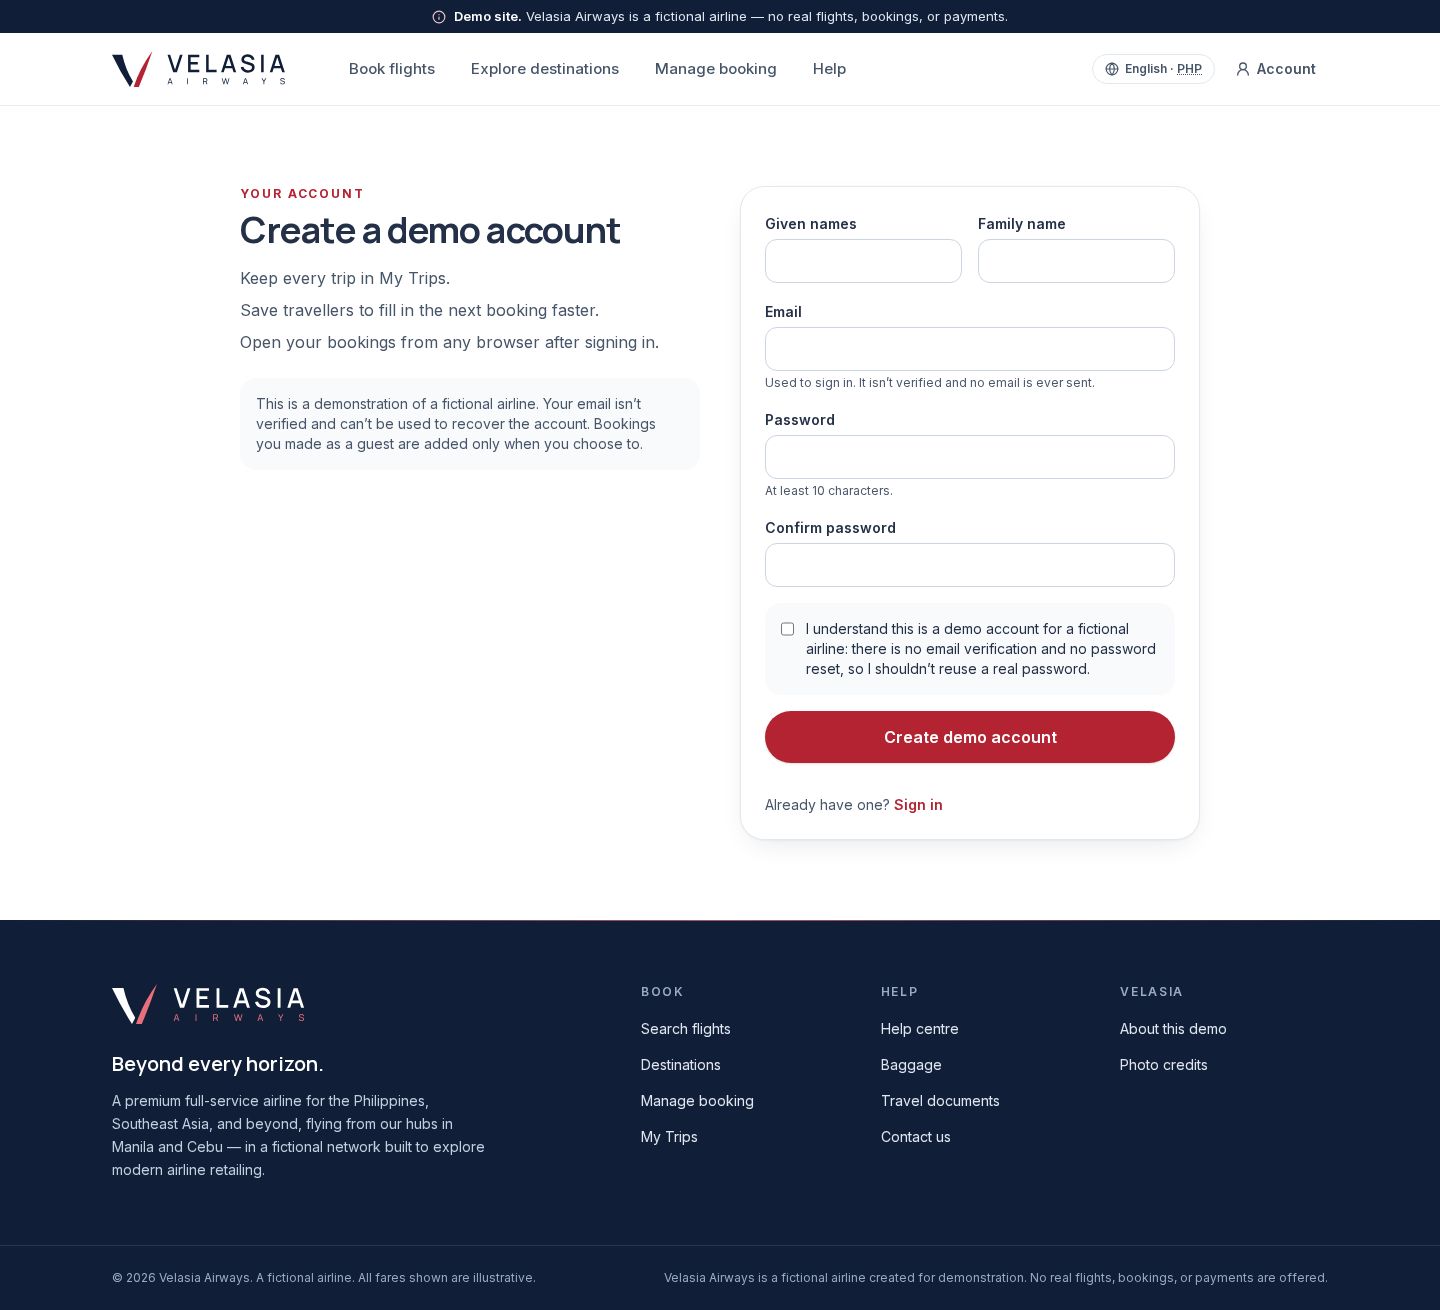 Demo site. Velasia Airways is a fictional airline — no real flights, bookings, or payments.
VELASIA
AIRWAYS
Book flights
Explore destinations
Manage booking
Help
English · PHP
Account
YOUR ACCOUNT
Create a demo account
Keep every trip in My Trips.
Save travellers to fill in the next booking faster.
Open your bookings from any browser after signing in.
This is a demonstration of a fictional airline. Your email isn’t
verified and can’t be used to recover the account. Bookings
you made as a guest are added only when you choose to.
Given names
Family name
Email
Used to sign in. It isn’t verified and no email is ever sent.
Password
At least 10 characters.
Confirm password
I understand this is a demo account for a fictional
airline: there is no email verification and no password
reset, so I shouldn’t reuse a real password.
Create demo account
Already have one? Sign in
VELASIA
AIRWAYS
Beyond every horizon.
A premium full-service airline for the Philippines,
Southeast Asia, and beyond, flying from our hubs in
Manila and Cebu — in a fictional network built to explore
modern airline retailing.
BOOK
Search flights
Destinations
Manage booking
My Trips
HELP
Help centre
Baggage
Travel documents
Contact us
VELASIA
About this demo
Photo credits
© 2026 Velasia Airways. A fictional airline. All fares shown are illustrative.
Velasia Airways is a fictional airline created for demonstration. No real flights, bookings, or payments are offered.